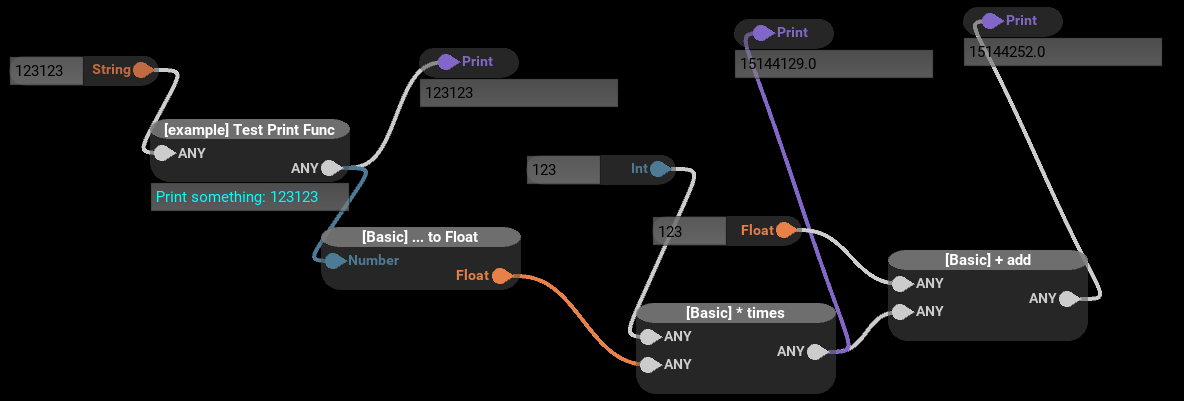 123123 String
[example] Test Print Func
ANY
ANY
Print something: 123123
Print
123123
[Basic] ... to Float
Number
Float
123 Int
123 Float
[Basic] * times
ANY
ANY
ANY
Print
15144129.0
[Basic] + add
ANY
ANY
ANY
Print
15144252.0